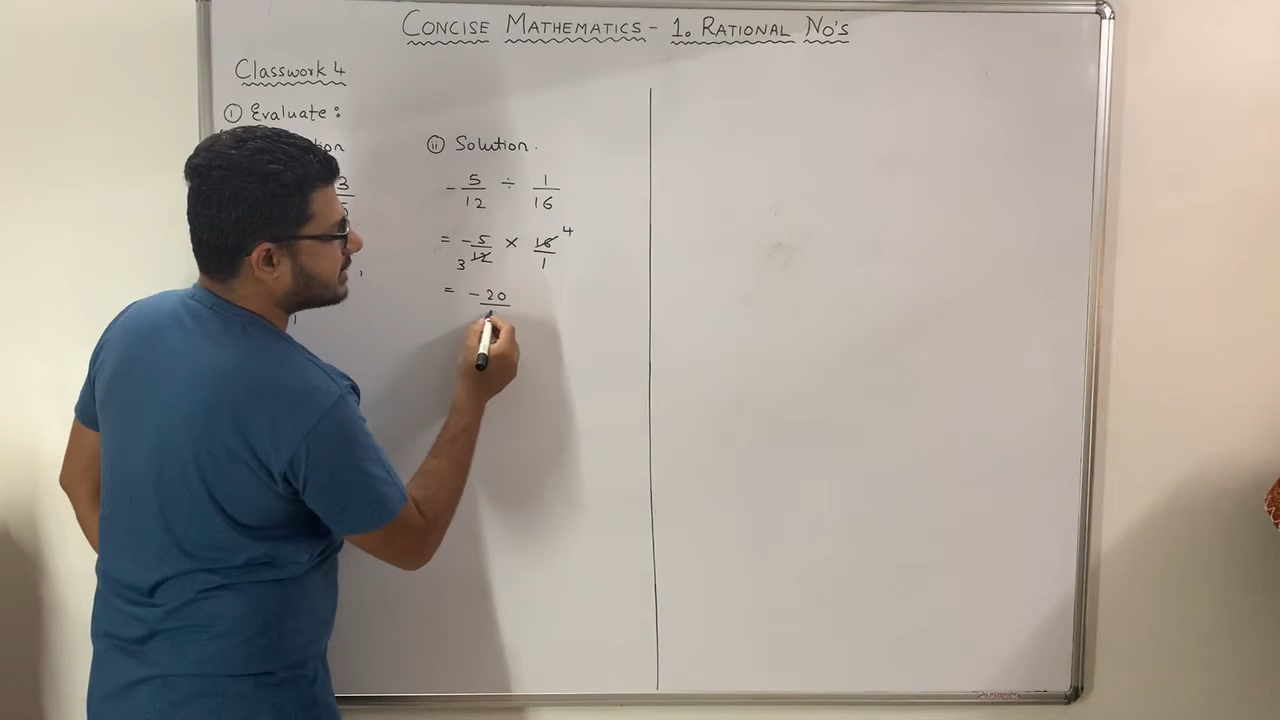 CONCISE MATHEMATICS - 1. RATIONAL NO'S
Classwork 4
① Evaluate :
3
ⓘⓘ Solution .
- 5/12 ÷ 1/16
= -5/12 3 × 16/1 4
= -20